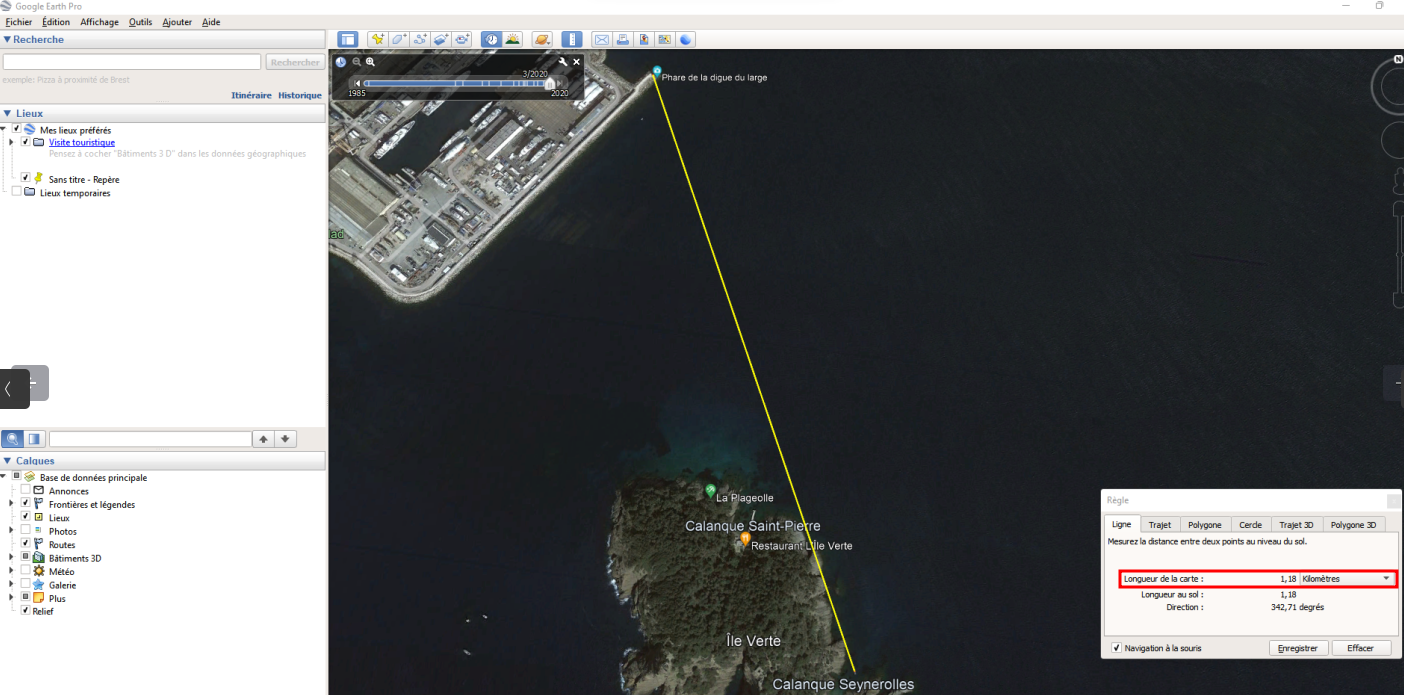 Google Earth Pro
Fichier Édition Affichage Outils Ajouter Aide
Recherche
Rechercher
exemple: Pizza à proximité de Brest
Itinéraire Historique
Lieux
Mes lieux préférés
Visite touristique
Pensez à cocher "Bâtiments 3 D" dans les données géographiques
Sans titre - Repère
Lieux temporaires
Calques
Base de données principale
Annonces
Frontières et légendes
Lieux
Photos
Routes
Bâtiments 3D
Météo
Galerie
Plus
Relief
3/2020
1985 2020
Phare de la digue du large
N
La Plageolle
Calanque Saint-Pierre
Restaurant L'Île Verte
Île Verte
Calanque Seynerolles
Règle
Ligne Trajet Polygone Cercle Trajet 3D Polygone 3D
Mesurez la distance entre deux points au niveau du sol.
Longueur de la carte : 1,18 Kilomètres
Longueur au sol : 1,18
Direction : 342,71 degrés
Navigation à la souris Enregistrer Effacer